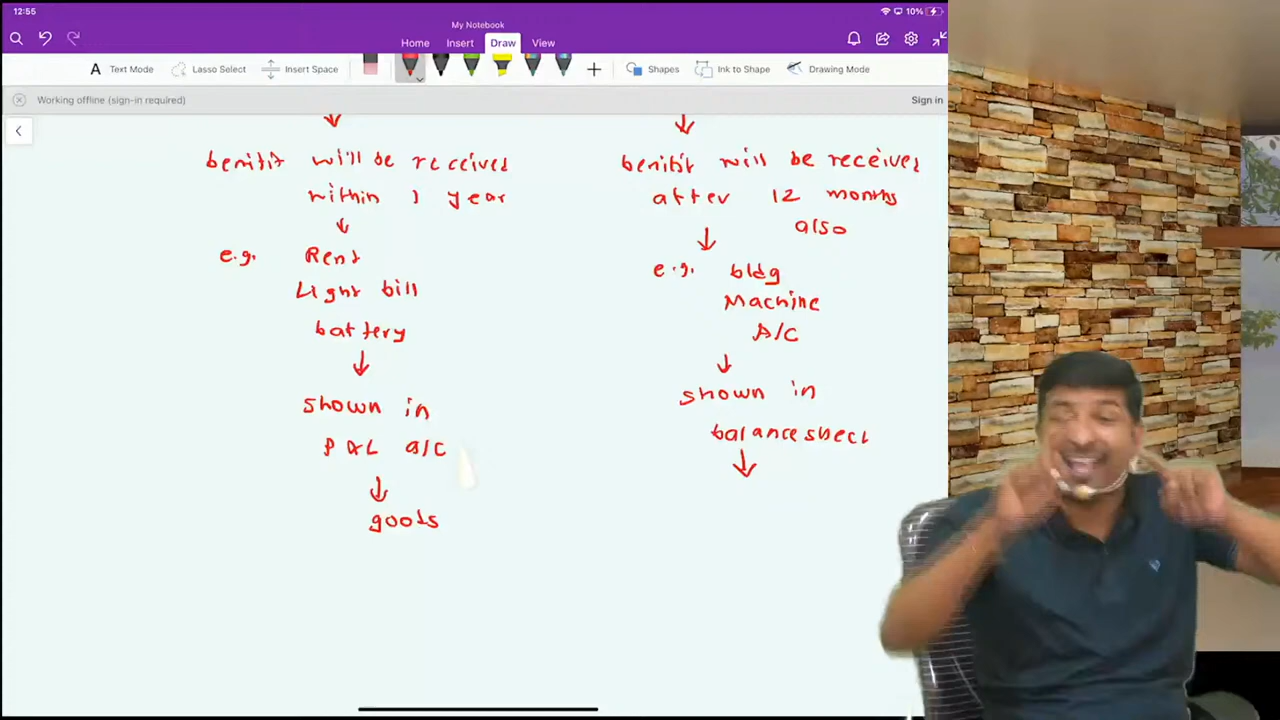 12:55
10%
My Notebook
Home Insert Draw View
Text Mode Lasso Select Insert Space Shapes Ink to Shape Drawing Mode
Working offline (sign-in required) Sign in
benifit will be received
within 1 year
e.g. Rent
Light bill
battery
shown in
P&L a/c
goods
benifit will be received
after 12 months
also
e.g. bldg
Machine
A/C
shown in
balancesheet